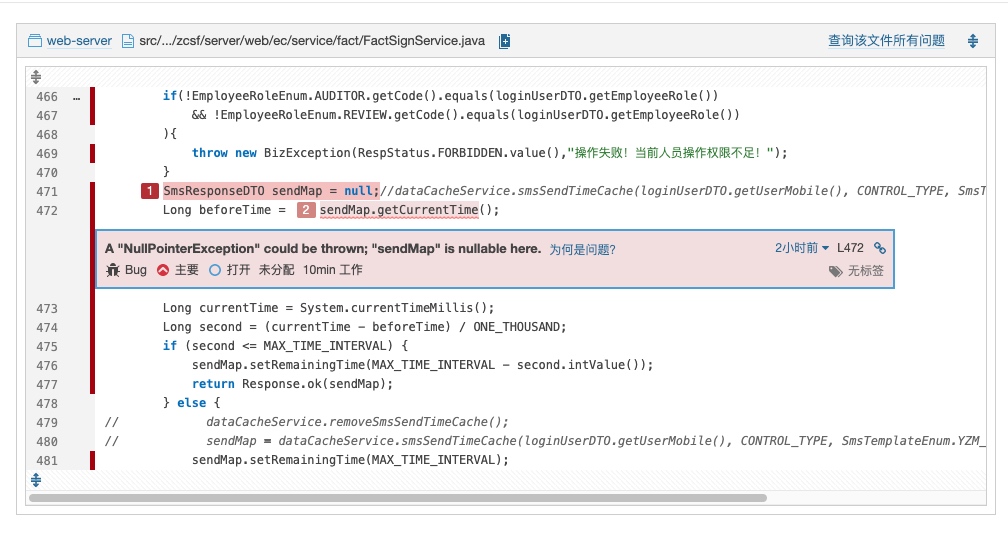 web-server src/.../zcsf/server/web/ec/service/fact/FactSignService.java 查询该文件所有问题
466 … if(!EmployeeRoleEnum.AUDITOR.getCode().equals(loginUserDTO.getEmployeeRole())
467 && !EmployeeRoleEnum.REVIEW.getCode().equals(loginUserDTO.getEmployeeRole())
468 ){
469 throw new BizException(RespStatus.FORBIDDEN.value(),"操作失败！当前人员操作权限不足！");
470 }
471 1 SmsResponseDTO sendMap = null;//dataCacheService.smsSendTimeCache(loginUserDTO.getUserMobile(), CONTROL_TYPE, SmsT
472 Long beforeTime = 2 sendMap.getCurrentTime();
A "NullPointerException" could be thrown; "sendMap" is nullable here. 为何是问题? 2小时前 L472
Bug 主要 打开 未分配 10min 工作 无标签
473 Long currentTime = System.currentTimeMillis();
474 Long second = (currentTime - beforeTime) / ONE_THOUSAND;
475 if (second <= MAX_TIME_INTERVAL) {
476 sendMap.setRemainingTime(MAX_TIME_INTERVAL - second.intValue());
477 return Response.ok(sendMap);
478 } else {
479 // dataCacheService.removeSmsSendTimeCache();
480 // sendMap = dataCacheService.smsSendTimeCache(loginUserDTO.getUserMobile(), CONTROL_TYPE, SmsTemplateEnum.YZM_
481 sendMap.setRemainingTime(MAX_TIME_INTERVAL);